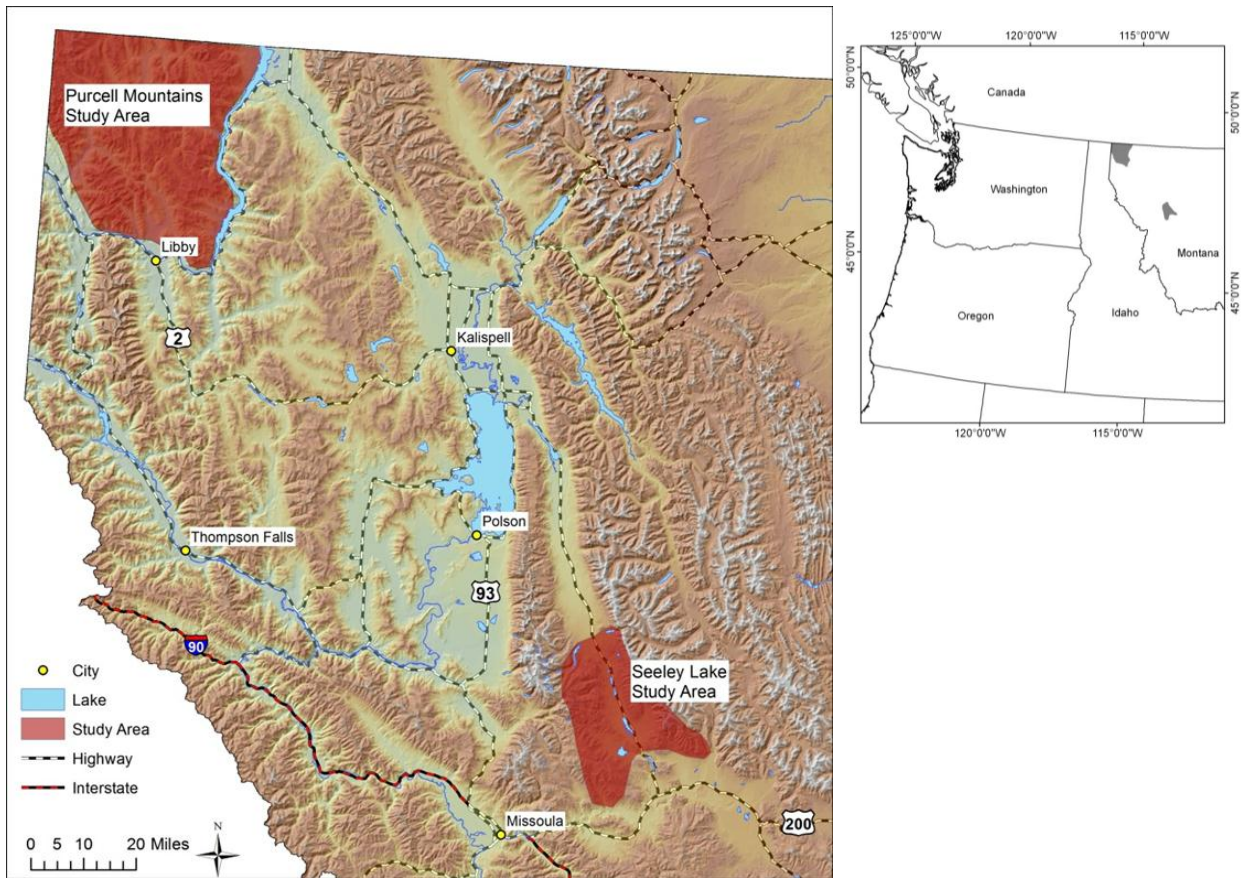 Purcell Mountains
Study Area
Libby
2
Kalispell
Polson
Thompson Falls
93
90
Seeley Lake
Study Area
Missoula
200
City
Lake
Study Area
Highway
Interstate
0 5 10 20 Miles
N
125°0'0"W 120°0'0"W 115°0'0"W
50°0'0"N
Canada
50°0'0"N
Washington
Montana
45°0'0"N
45°0'0"N
Oregon
Idaho
120°0'0"W 115°0'0"W